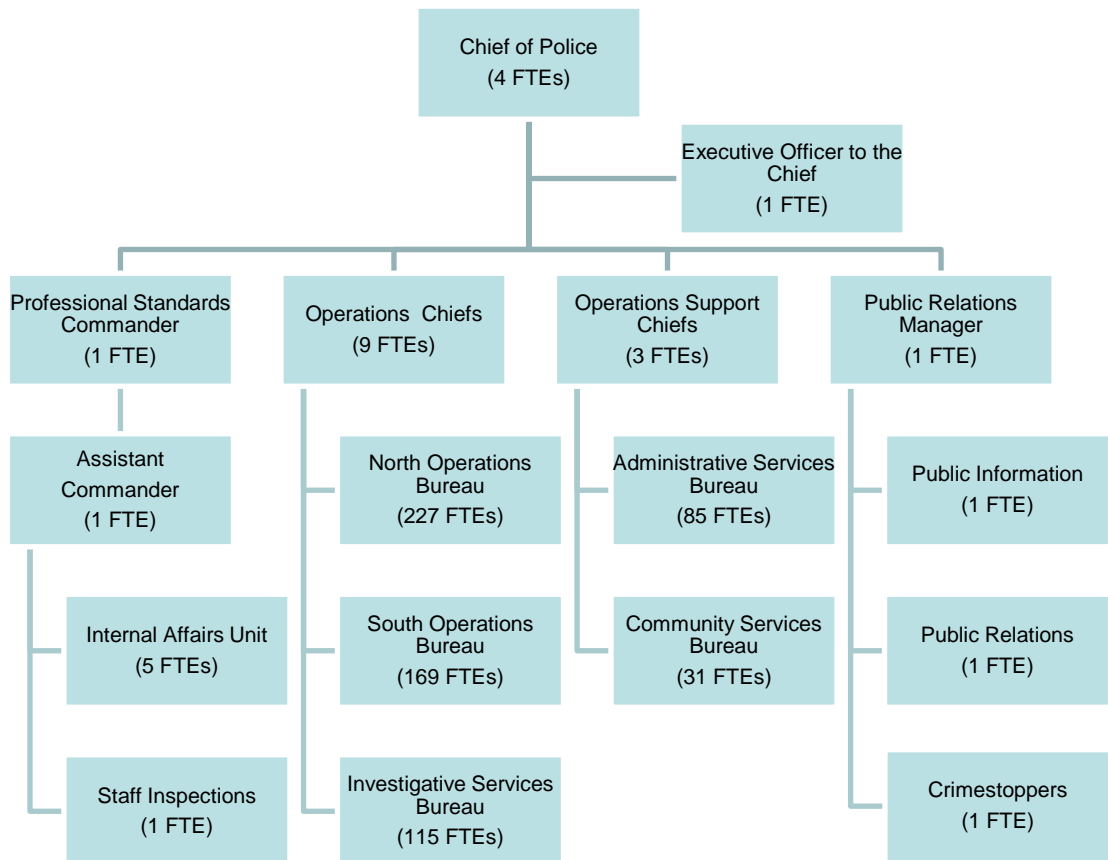 Chief of Police
(4 FTEs)
Executive Officer to the
Chief
(1 FTE)
Professional Standards
Commander
(1 FTE)
Operations Chiefs
(9 FTEs)
Operations Support
Chiefs
(3 FTEs)
Public Relations
Manager
(1 FTE)
Assistant
Commander
(1 FTE)
North Operations
Bureau
(227 FTEs)
Administrative Services
Bureau
(85 FTEs)
Public Information
(1 FTE)
Internal Affairs Unit
(5 FTEs)
South Operations
Bureau
(169 FTEs)
Community Services
Bureau
(31 FTEs)
Public Relations
(1 FTE)
Staff Inspections
(1 FTE)
Investigative Services
Bureau
(115 FTEs)
Crimestoppers
(1 FTE)